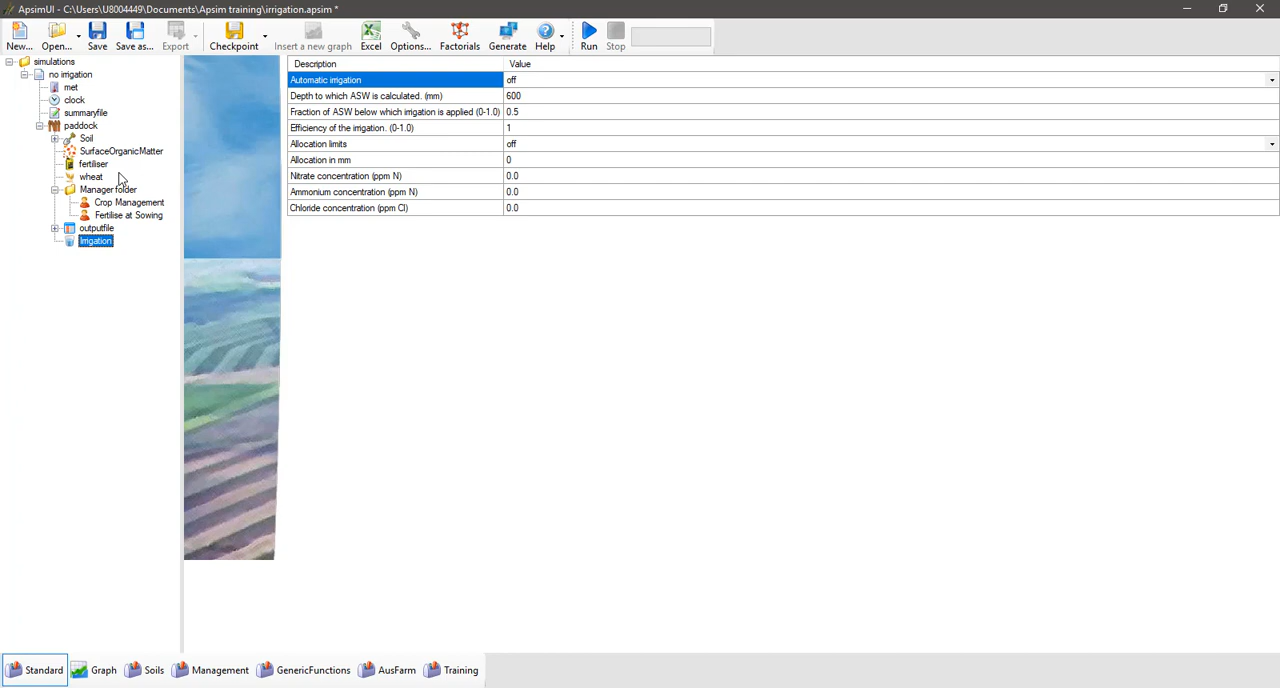 ApsimUI - C:\Users\U8004449\Documents\Apsim training\irrigation.apsim *
New... Open... Save Save as... Export Checkpoint Insert a new graph Excel Options... Factorials Generate Help Run Stop
simulations
no irrigation
met
clock
summaryfile
paddock
Soil
SurfaceOrganicMatter
fertiliser
wheat
Manager folder
Crop Management
Fertilise at Sowing
outputfile
Irrigation
Description Value
Automatic irrigation off
Depth to which ASW is calculated. (mm) 600
Fraction of ASW below which irrigation is applied (0-1.0) 0.5
Efficiency of the irrigation. (0-1.0) 1
Allocation limits off
Allocation in mm 0
Nitrate concentration (ppm N) 0.0
Ammonium concentration (ppm N) 0.0
Chloride concentration (ppm Cl) 0.0
Standard Graph Soils Management GenericFunctions AusFarm Training